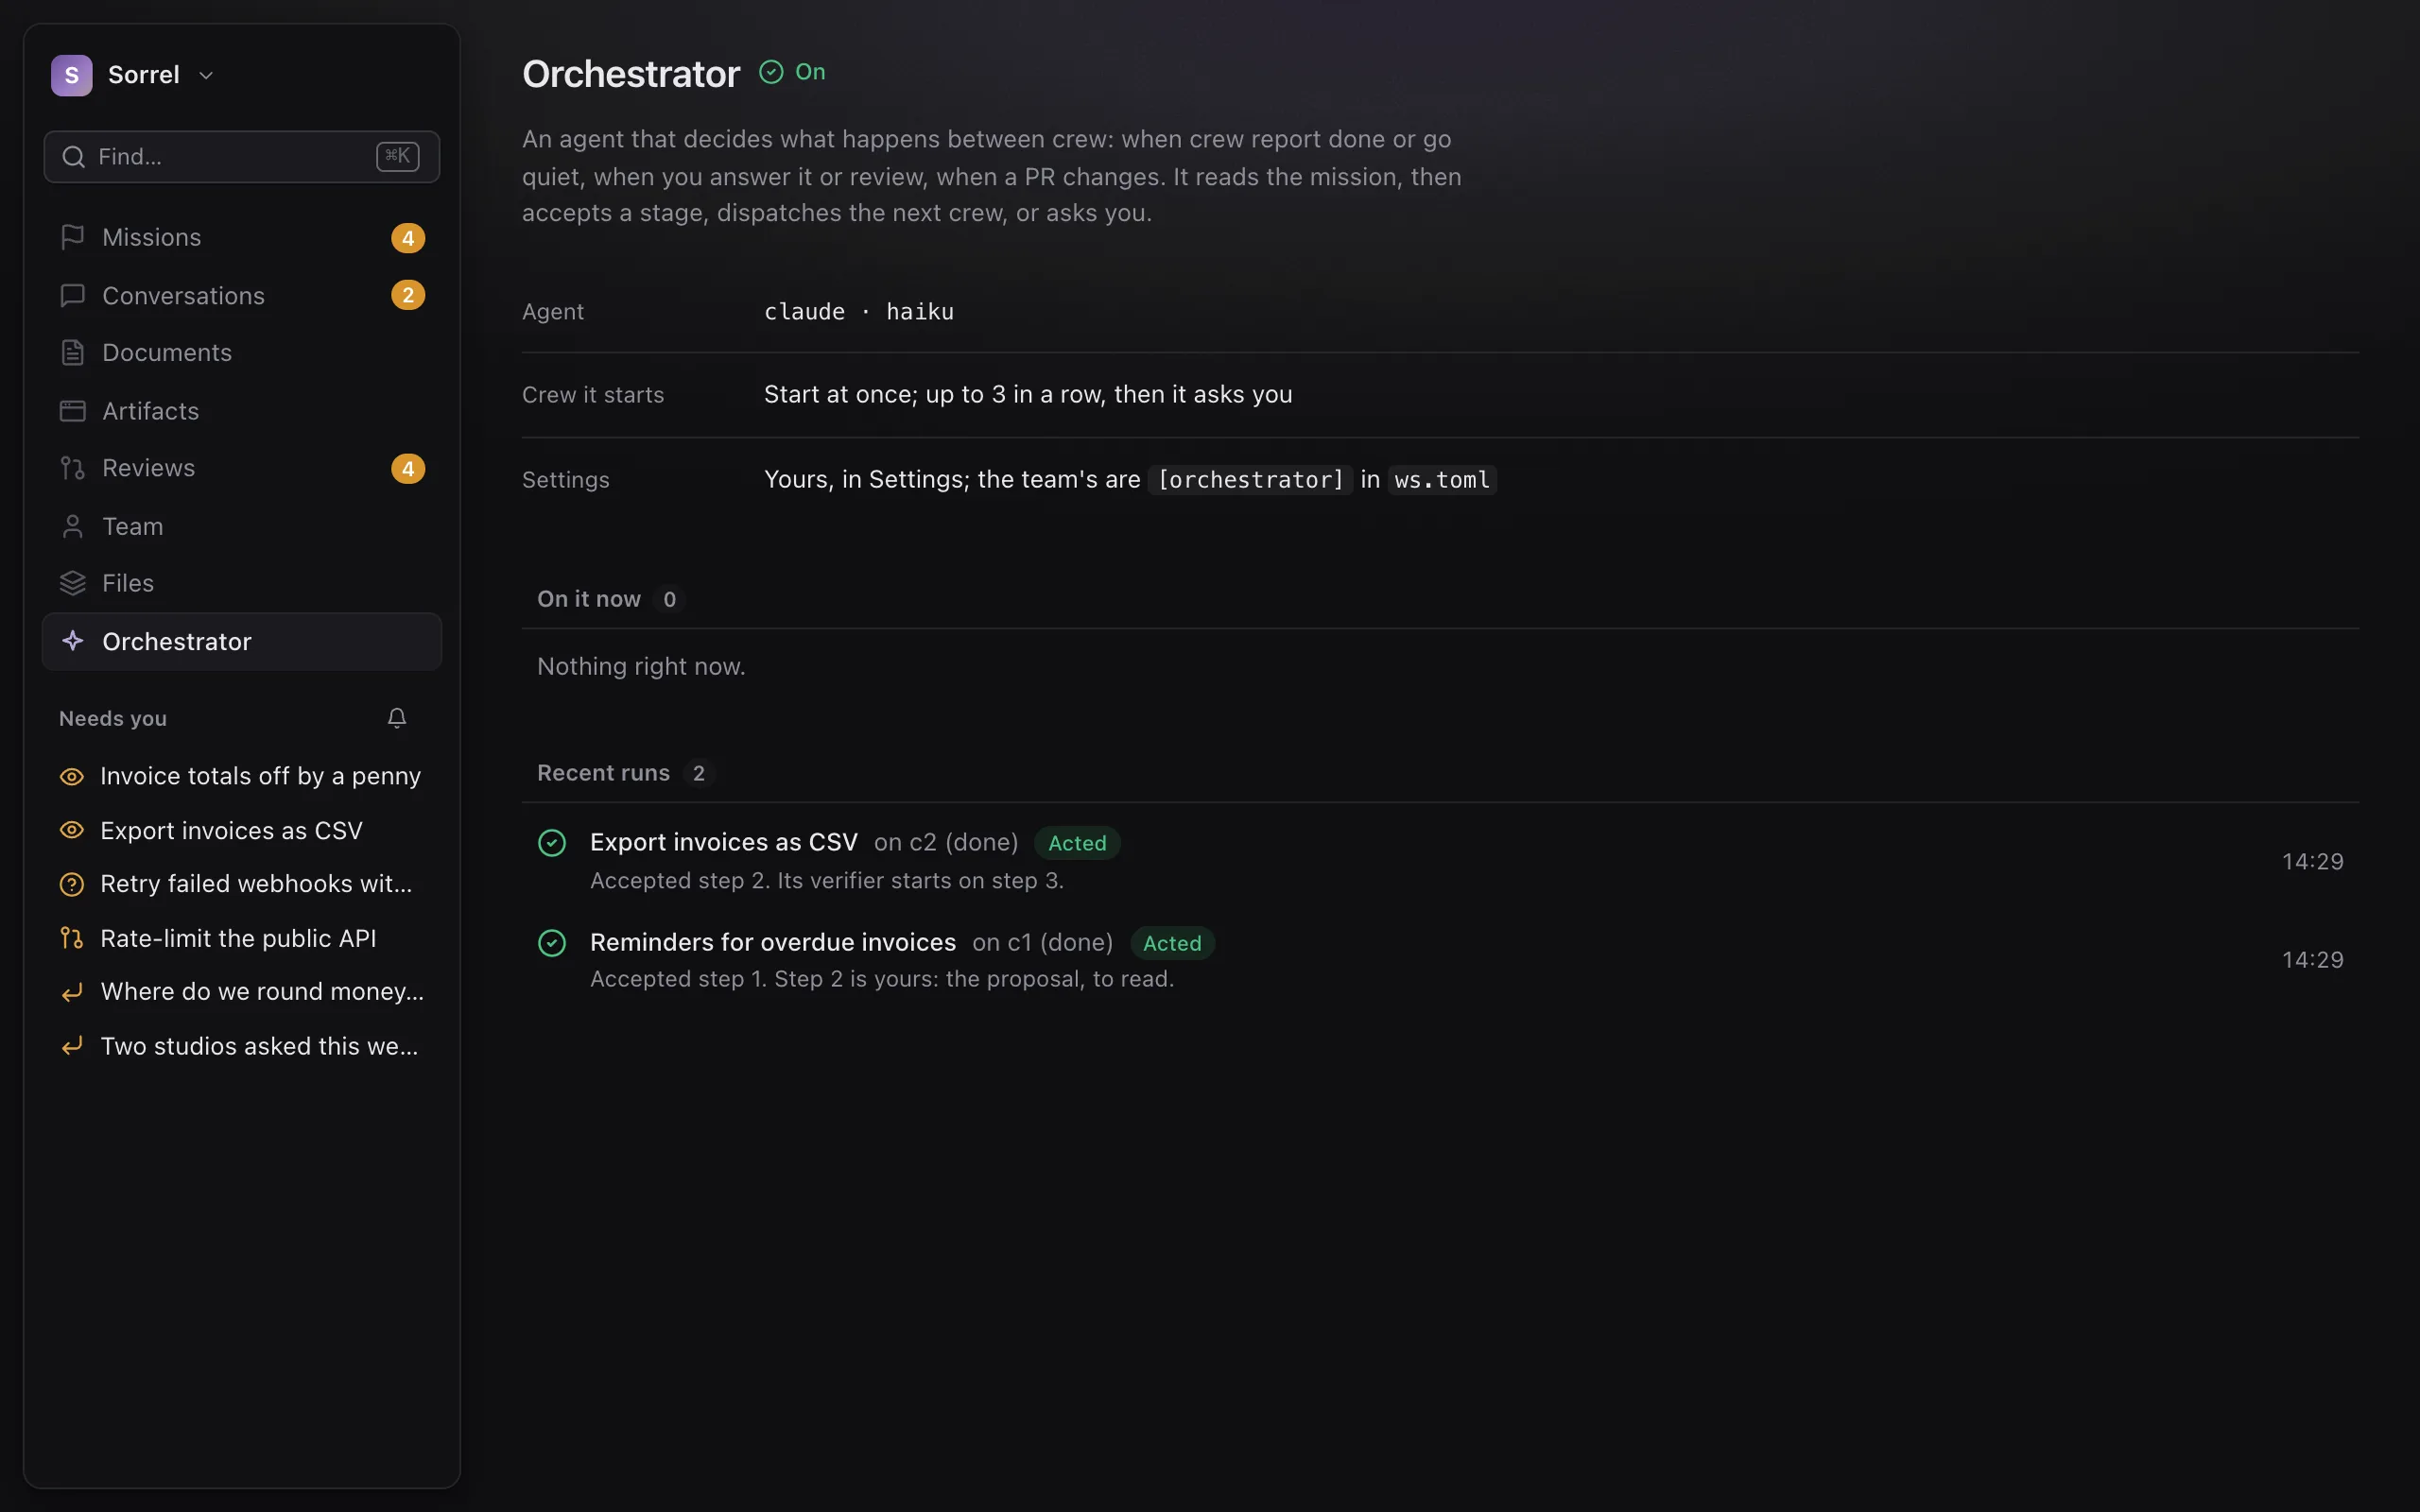 S Sorrel
Find... ⌘K
Missions 4
Conversations 2
Documents
Artifacts
Reviews 4
Team
Files
Orchestrator
Needs you
Invoice totals off by a penny
Export invoices as CSV
Retry failed webhooks wit...
Rate-limit the public API
Where do we round money...
Two studios asked this we...
Orchestrator On
An agent that decides what happens between crew: when crew report done or go
quiet, when you answer it or review, when a PR changes. It reads the mission, then
accepts a stage, dispatches the next crew, or asks you.
Agent claude · haiku
Crew it starts Start at once; up to 3 in a row, then it asks you
Settings Yours, in Settings; the team's are [orchestrator] in ws.toml
On it now 0
Nothing right now.
Recent runs 2
Export invoices as CSV on c2 (done) Acted
Accepted step 2. Its verifier starts on step 3.
14:29
Reminders for overdue invoices on c1 (done) Acted
Accepted step 1. Step 2 is yours: the proposal, to read.
14:29